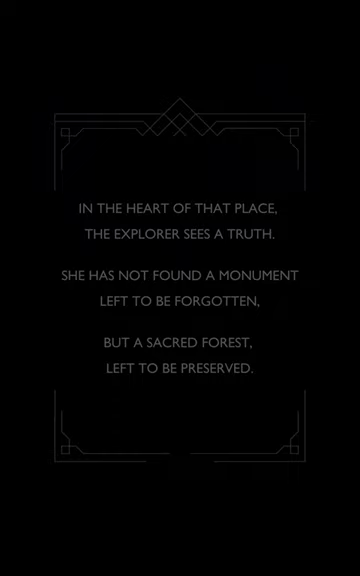 IN THE HEART OF THAT PLACE,
THE EXPLORER SEES A TRUTH.
SHE HAS NOT FOUND A MONUMENT
LEFT TO BE FORGOTTEN,
BUT A SACRED FOREST,
LEFT TO BE PRESERVED.